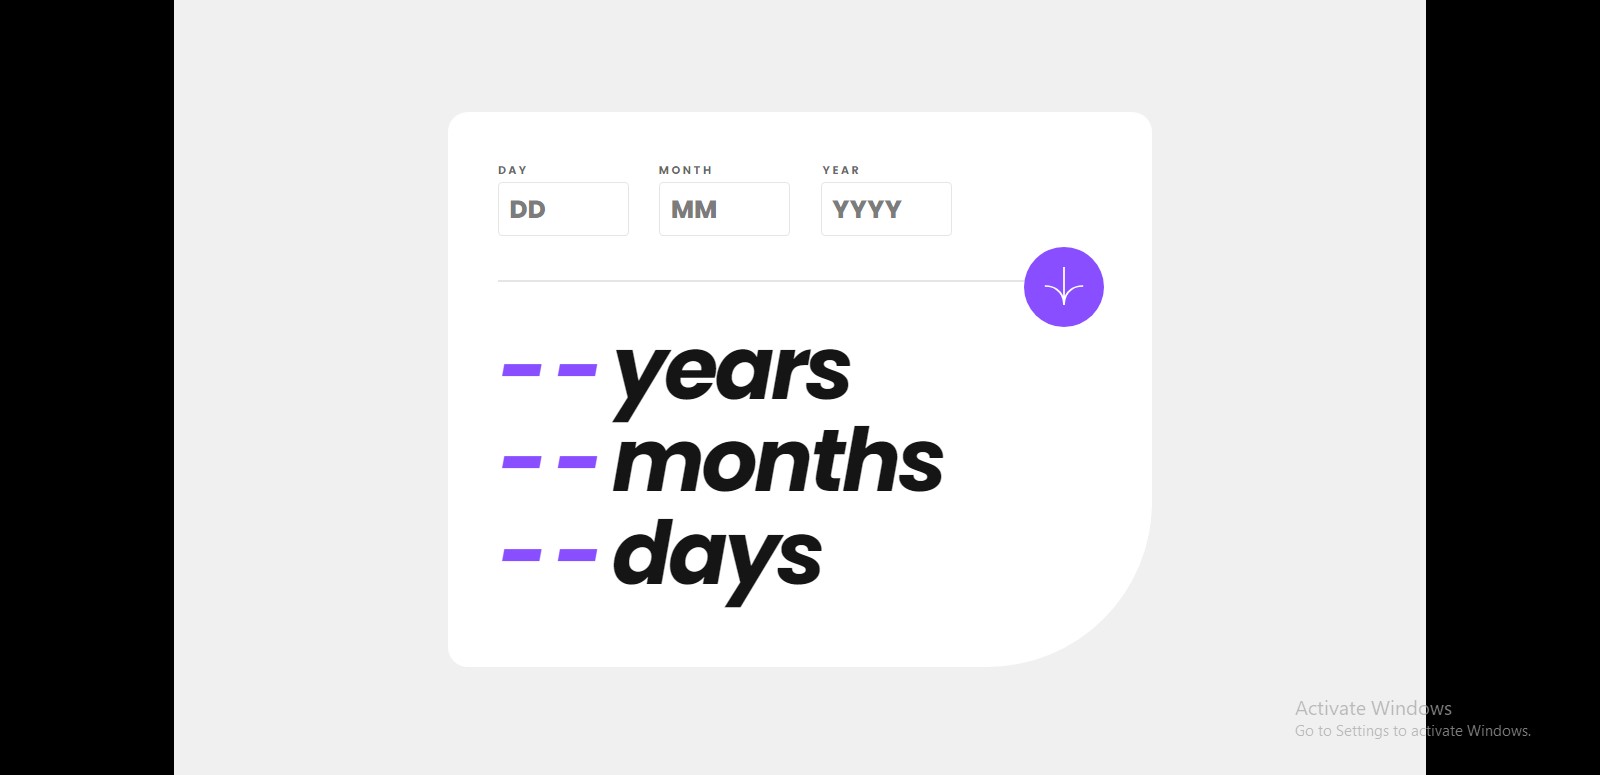 DAY MONTH YEAR
DD MM YYYY
-- years
-- months
-- days
Activate Windows
Go to Settings to activate Windows.